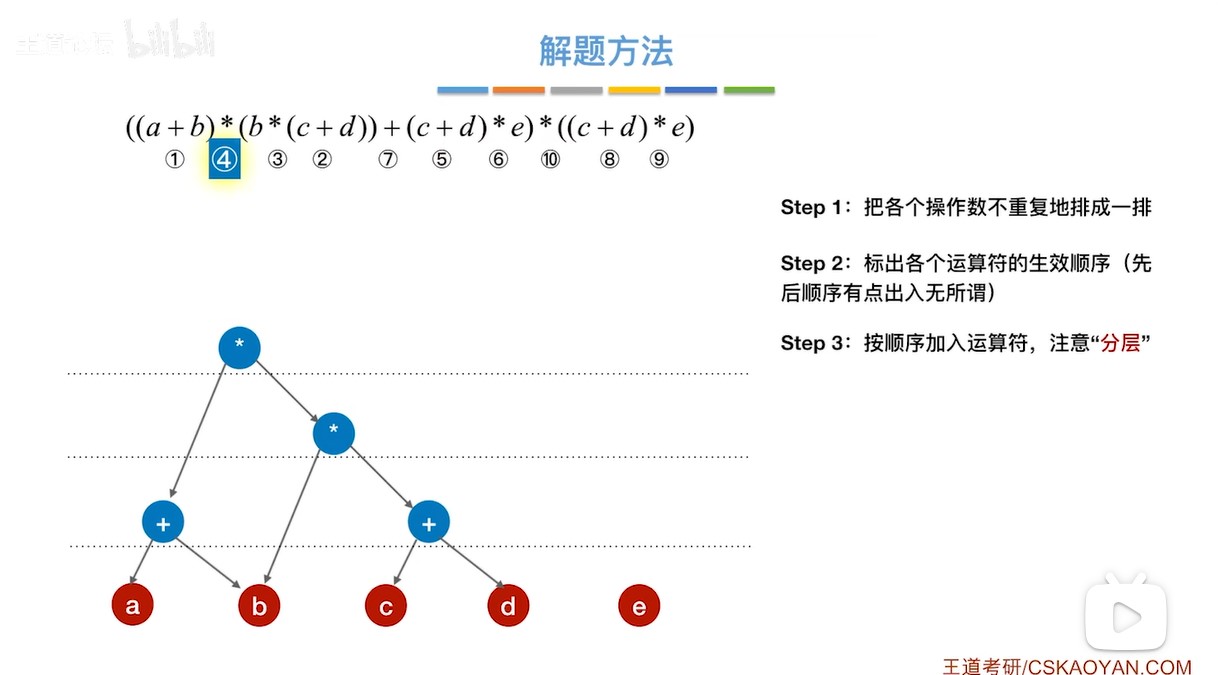 bilibili
解题方法
((a+b)*(b*(c+d))+(c+d)*e)*((c+d)*e)
① ④ ③ ② ⑦ ⑤ ⑥ ⑩ ⑧ ⑨
Step 1：把各个操作数不重复地排成一排
Step 2：标出各个运算符的生效顺序（先
后顺序有点出入无所谓）
Step 3：按顺序加入运算符，注意“分层”
*
*
+ +
a b c d e
王道考研/CSKAOYAN.COM